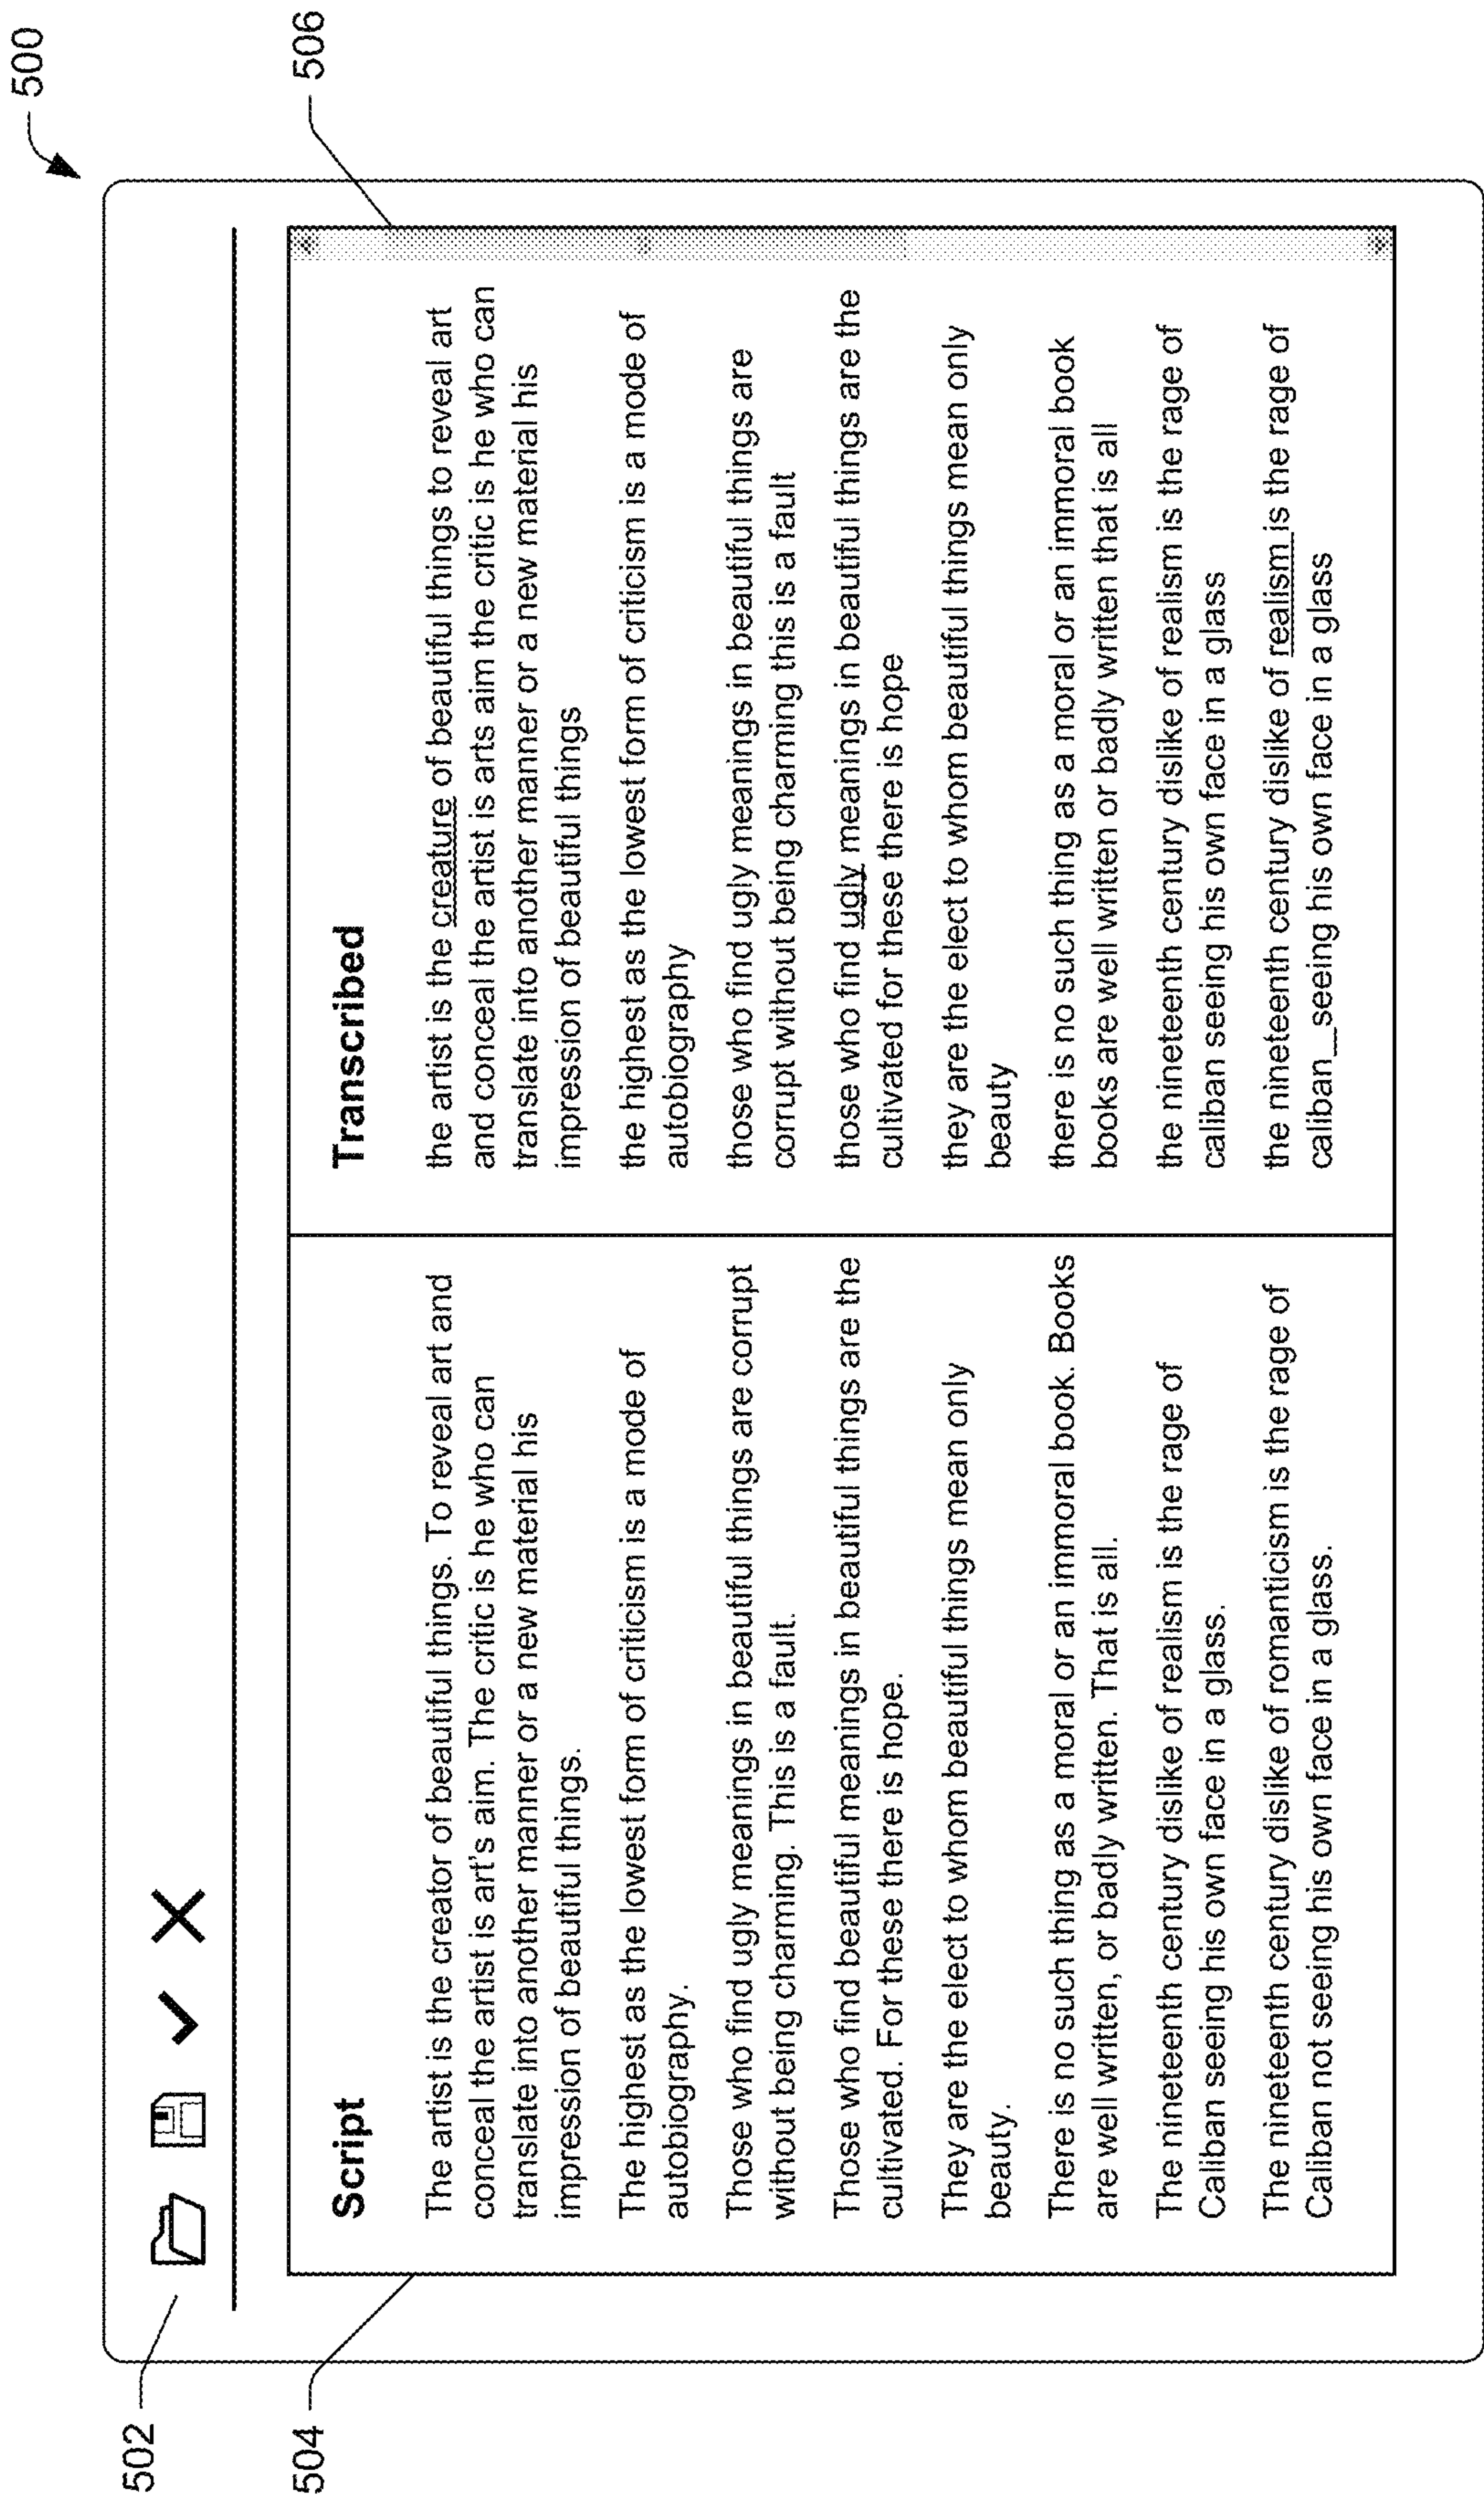 500
502
504
506
Script
The artist is the creator of beautiful things. To reveal art and
conceal the artist is art's aim. The critic is he who can
translate into another manner or a new material his
impression of beautiful things.
The highest as the lowest form of criticism is a mode of
autobiography.
Those who find ugly meanings in beautiful things are corrupt
without being charming. This is a fault.
Those who find beautiful meanings in beautiful things are the
cultivated. For these there is hope.
They are the elect to whom beautiful things mean only
beauty.
There is no such thing as a moral or an immoral book. Books
are well written, or badly written. That is all.
The nineteenth century dislike of realism is the rage of
Caliban seeing his own face in a glass.
The nineteenth century dislike of romanticism is the rage of
Caliban not seeing his own face in a glass.
Transcribed
the artist is the creature of beautiful things to reveal art
and conceal the artist is arts aim the critic is he who can
translate into another manner or a new material his
impression of beautiful things
the highest as the lowest form of criticism is a mode of
autobiography
those who find ugly meanings in beautiful things are
corrupt without being charming this is a fault
those who find ugly meanings in beautiful things are the
cultivated for these there is hope
they are the elect to whom beautiful things mean only
beauty
there is no such thing as a moral or an immoral book
books are well written or badly written that is all
the nineteenth century dislike of realism is the rage of
caliban seeing his own face in a glass
the nineteenth century dislike of realism is the rage of
caliban__seeing his own face in a glass